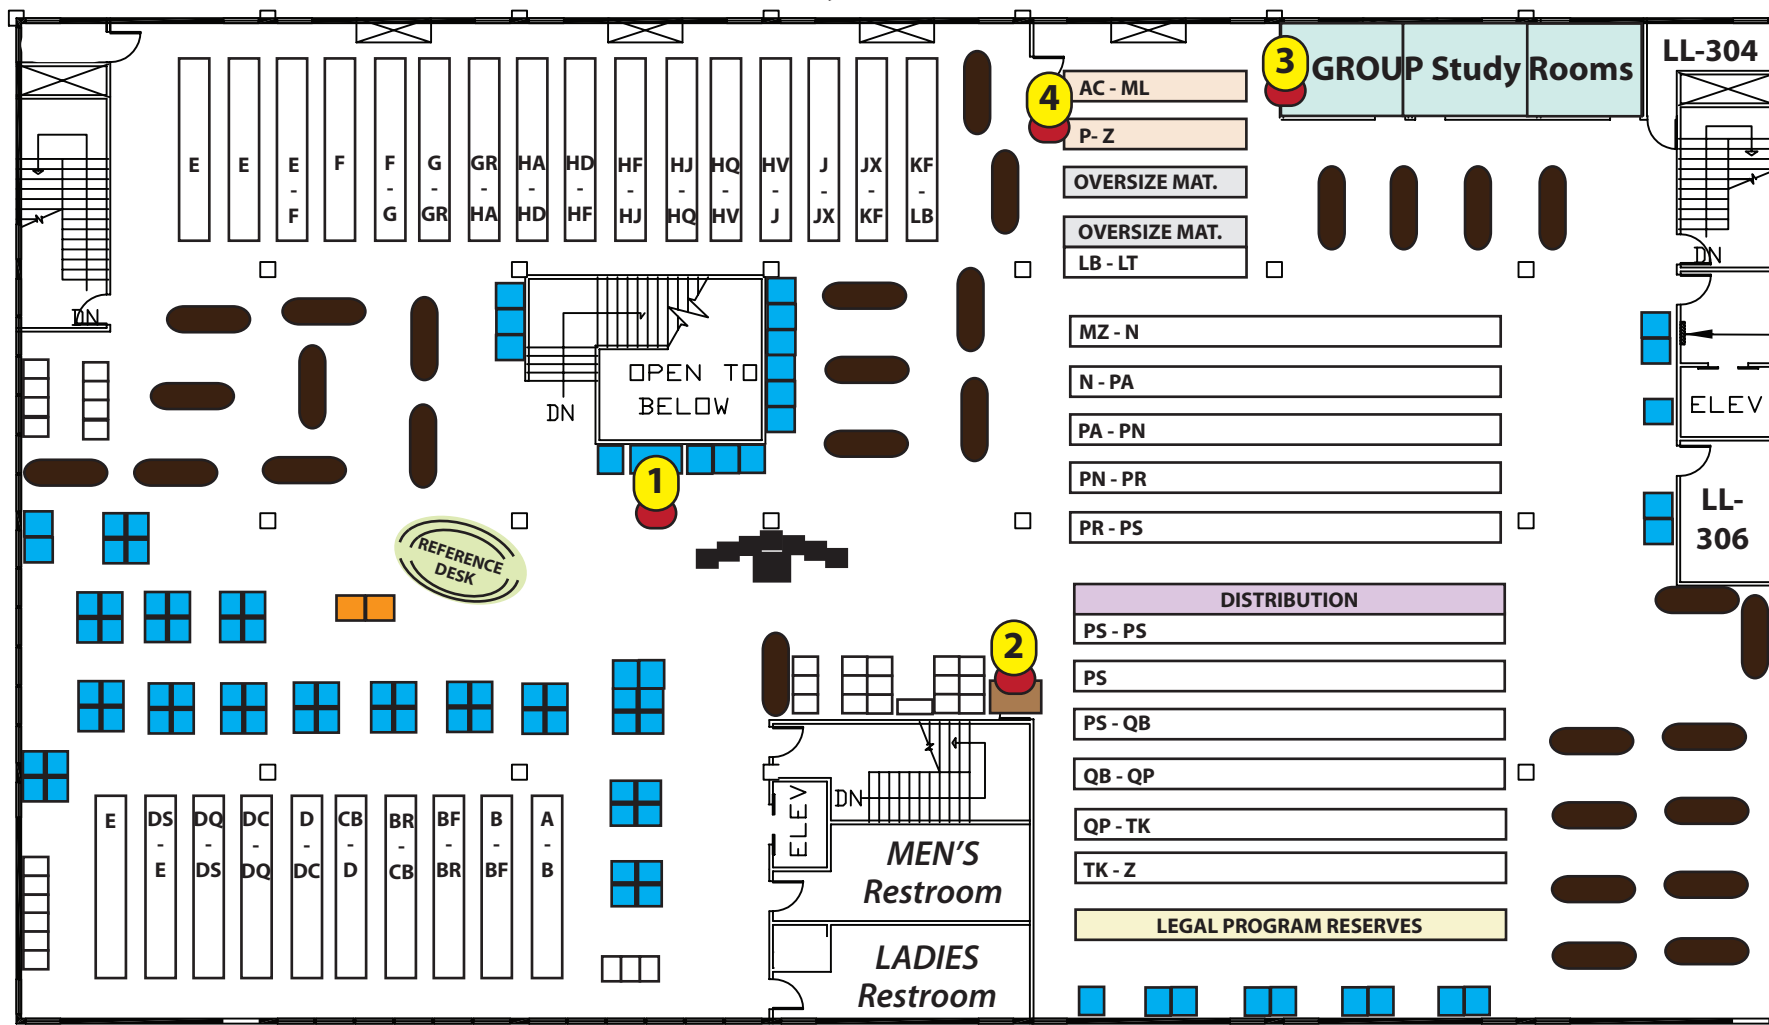 3
GROUP Study Rooms
LL-304
4
AC - ML
P- Z
OVERSIZE MAT.
OVERSIZE MAT.
LB - LT
E
E
E
-
F
F
F
-
G
G
-
GR
GR
-
HA
HA
-
HD
HD
-
HF
HF
-
HJ
HJ
-
HQ
HQ
-
HV
HV
-
J
J
-
JX
JX
-
KF
KF
-
LB
DN
DN
OPEN TO
BELOW
DN
MZ - N
N - PA
PA - PN
PN - PR
PR - PS
ELEV
LL-
306
1
REFERENCE
DESK
2
DISTRIBUTION
PS - PS
PS
PS - QB
QB - QP
QP - TK
TK - Z
LEGAL PROGRAM RESERVES
E
DS
-
E
DQ
-
DS
DC
-
DQ
D
-
DC
CB
-
D
BR
-
CB
BF
-
BR
B
-
BF
A
-
B
ELEV
DN
MEN'S
Restroom
LADIES
Restroom